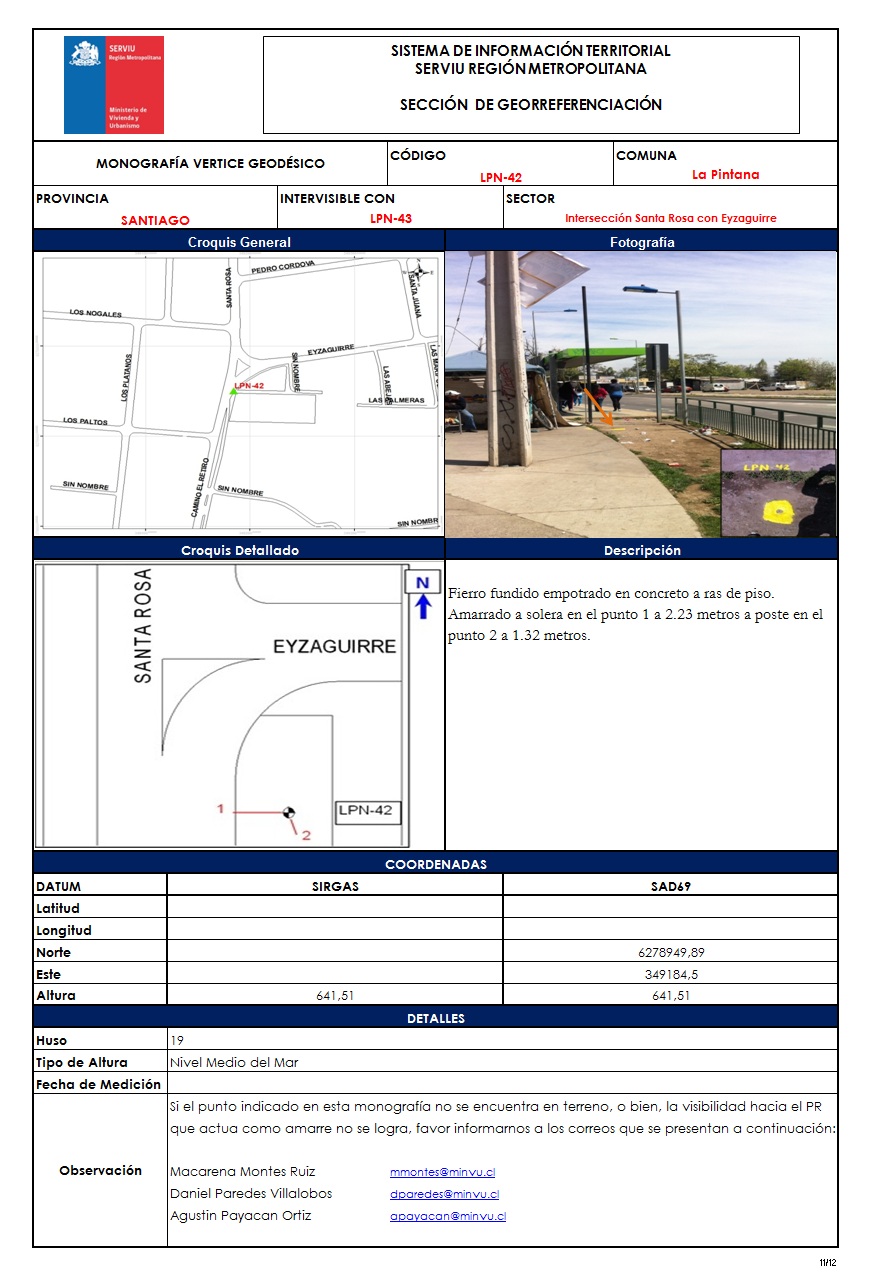 SERVIU
Región Metropolitana
Ministerio de
Vivienda y
Urbanismo
SISTEMA DE INFORMACIÓN TERRITORIAL
SERVIU REGIÓN METROPOLITANA
SECCIÓN DE GEORREFERENCIACIÓN
MONOGRAFÍA VERTICE GEODÉSICO
CÓDIGO
LPN-42
COMUNA
La Pintana
PROVINCIA
SANTIAGO
INTERVISIBLE CON
LPN-43
SECTOR
Intersección Santa Rosa con Eyzaguirre
Croquis General
Fotografía
PEDRO CORDOVA
SANTA ROSA
SANTA JUANA
LOS NOGALES
EYZAGUIRRE
SIN NOMBRE
LOS PLATANOS
LPN-42
LAS ABEJAS
LAS PALMERAS
LOS PALTOS
CAMINO EL RETIRO
SIN NOMBRE
SIN NOMBRE
SIN NOMBR
LPN-42
Croquis Detallado
Descripción
SANTA ROSA
N
EYZAGUIRRE
1
LPN-42
2
Fierro fundido empotrado en concreto a ras de piso.
Amarrado a solera en el punto 1 a 2.23 metros a poste en el
punto 2 a 1.32 metros.
COORDENADAS
DATUM SIRGAS SAD69
Latitud
Longitud
Norte 6278949,89
Este 349184,5
Altura 641,51 641,51
DETALLES
Huso 19
Tipo de Altura Nivel Medio del Mar
Fecha de Medición
Observación
Si el punto indicado en esta monografía no se encuentra en terreno, o bien, la visibilidad hacia el PR
que actua como amarre no se logra, favor informarnos a los correos que se presentan a continuación:
Macarena Montes Ruiz mmontes@minvu.cl
Daniel Paredes Villalobos dparedes@minvu.cl
Agustin Payacan Ortiz apayacan@minvu.cl
11/12